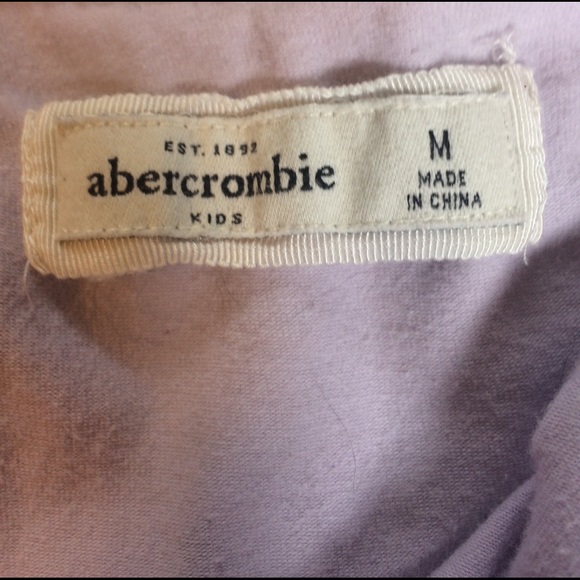 EST. 1892
abercrombie
KIDS
M
MADE
IN CHINA